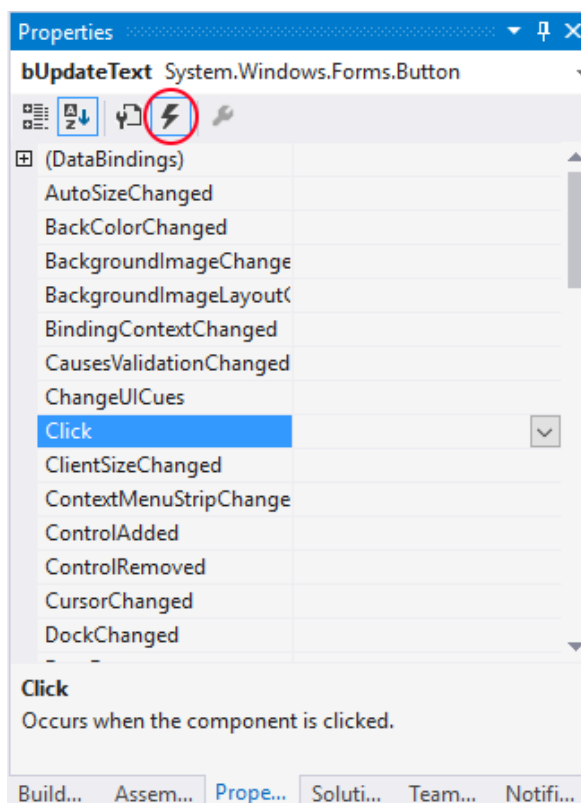 Properties
bUpdateText System.Windows.Forms.Button
(DataBindings)
AutoSizeChanged
BackColorChanged
BackgroundImageChange
BackgroundImageLayout
BindingContextChanged
CausesValidationChanged
ChangeUICues
Click
ClientSizeChanged
ContextMenuStripChange
ControlAdded
ControlRemoved
CursorChanged
DockChanged
Click
Occurs when the component is clicked.
Build... Assem... Prope... Soluti... Team... Notifi...